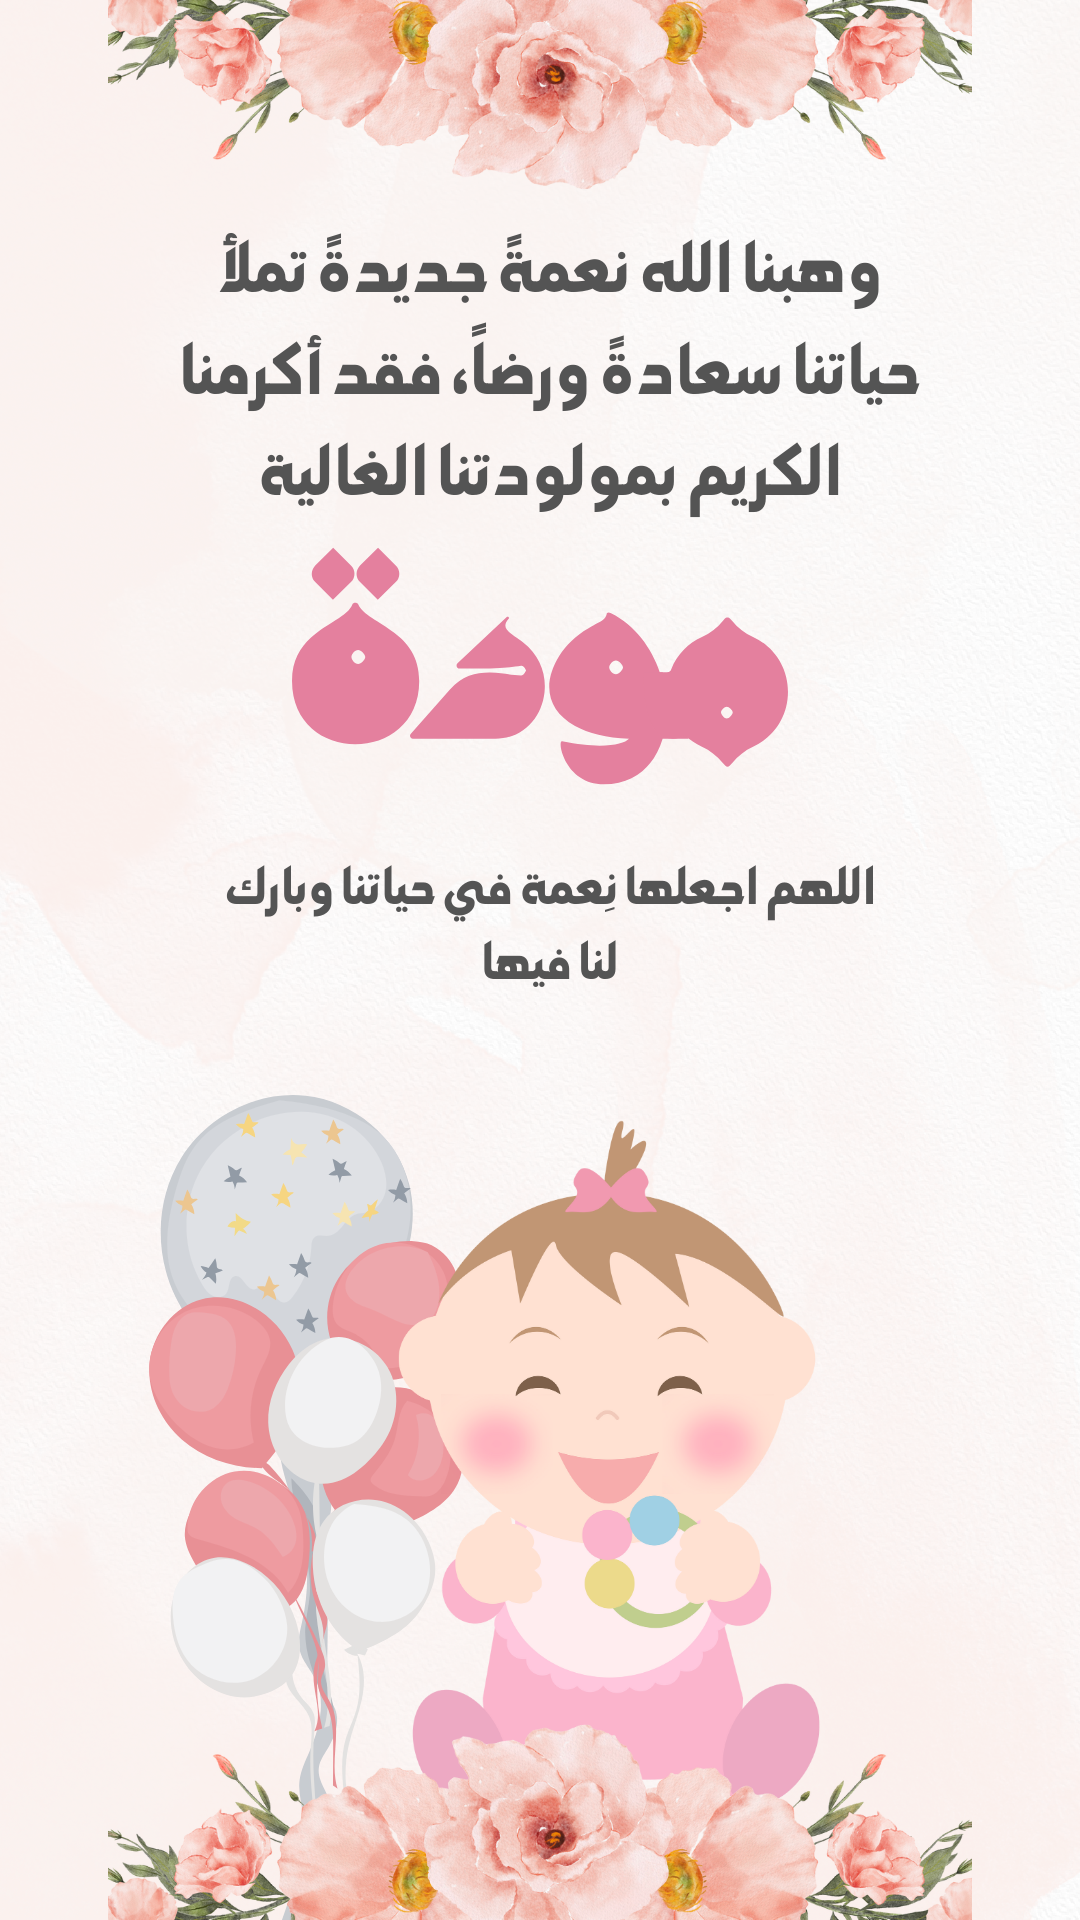 وهبنا الله نعمةً جديدةً تملأ
حياتنا سعادةً ورضاً، فقد أكرمنا
الكريم بمولودتنا الغالية
مودة
اللهم اجعلها نِعمة في حياتنا وبارك
لنا فيها